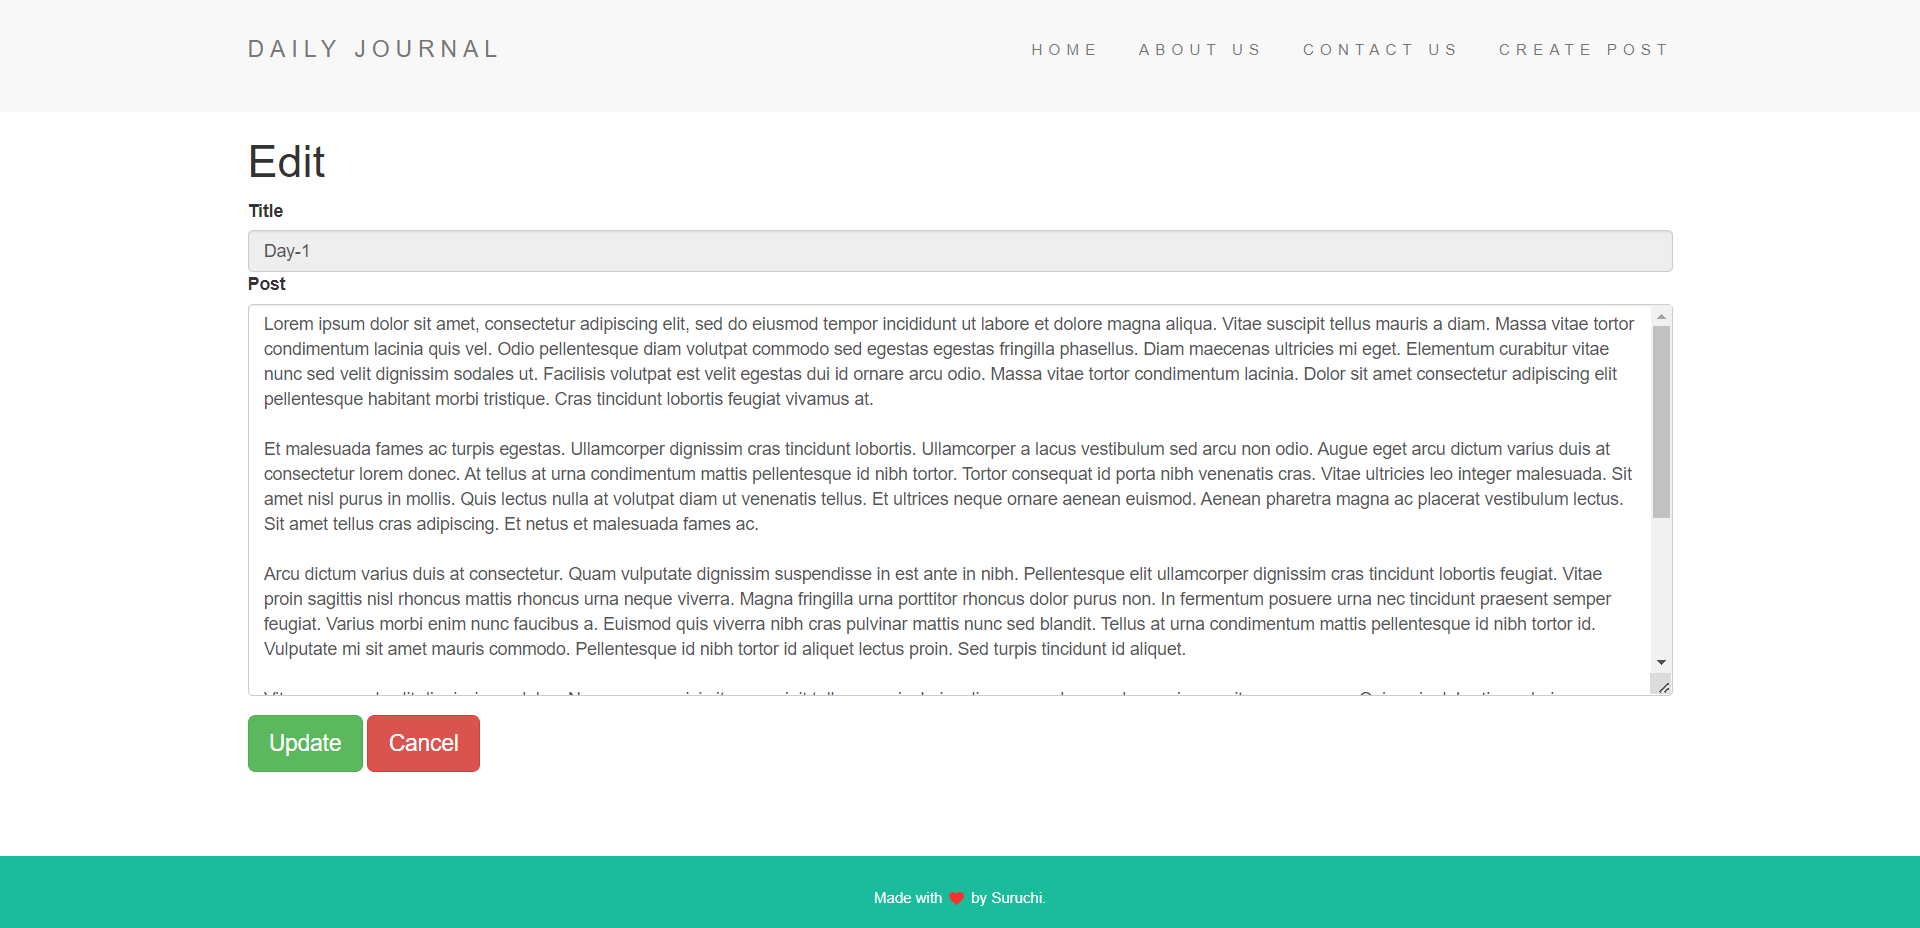 DAILY JOURNAL
HOME ABOUT US CONTACT US CREATE POST
Edit
Title
Day-1
Post
Lorem ipsum dolor sit amet, consectetur adipiscing elit, sed do eiusmod tempor incididunt ut labore et dolore magna aliqua. Vitae suscipit tellus mauris a diam. Massa vitae tortor
condimentum lacinia quis vel. Odio pellentesque diam volutpat commodo sed egestas egestas fringilla phasellus. Diam maecenas ultricies mi eget. Elementum curabitur vitae
nunc sed velit dignissim sodales ut. Facilisis volutpat est velit egestas dui id ornare arcu odio. Massa vitae tortor condimentum lacinia. Dolor sit amet consectetur adipiscing elit
pellentesque habitant morbi tristique. Cras tincidunt lobortis feugiat vivamus at.
Et malesuada fames ac turpis egestas. Ullamcorper dignissim cras tincidunt lobortis. Ullamcorper a lacus vestibulum sed arcu non odio. Augue eget arcu dictum varius duis at
consectetur lorem donec. At tellus at urna condimentum mattis pellentesque id nibh tortor. Tortor consequat id porta nibh venenatis cras. Vitae ultricies leo integer malesuada. Sit
amet nisl purus in mollis. Quis lectus nulla at volutpat diam ut venenatis tellus. Et ultrices neque ornare aenean euismod. Aenean pharetra magna ac placerat vestibulum lectus.
Sit amet tellus cras adipiscing. Et netus et malesuada fames ac.
Arcu dictum varius duis at consectetur. Quam vulputate dignissim suspendisse in est ante in nibh. Pellentesque elit ullamcorper dignissim cras tincidunt lobortis feugiat. Vitae
proin sagittis nisl rhoncus mattis rhoncus urna neque viverra. Magna fringilla urna porttitor rhoncus dolor purus non. In fermentum posuere urna nec tincidunt praesent semper
feugiat. Varius morbi enim nunc faucibus a. Euismod quis viverra nibh cras pulvinar mattis nunc sed blandit. Tellus at urna condimentum mattis pellentesque id nibh tortor id.
Vulputate mi sit amet mauris commodo. Pellentesque id nibh tortor id aliquet lectus proin. Sed turpis tincidunt id aliquet.
Update Cancel
Made with ❤ by Suruchi.